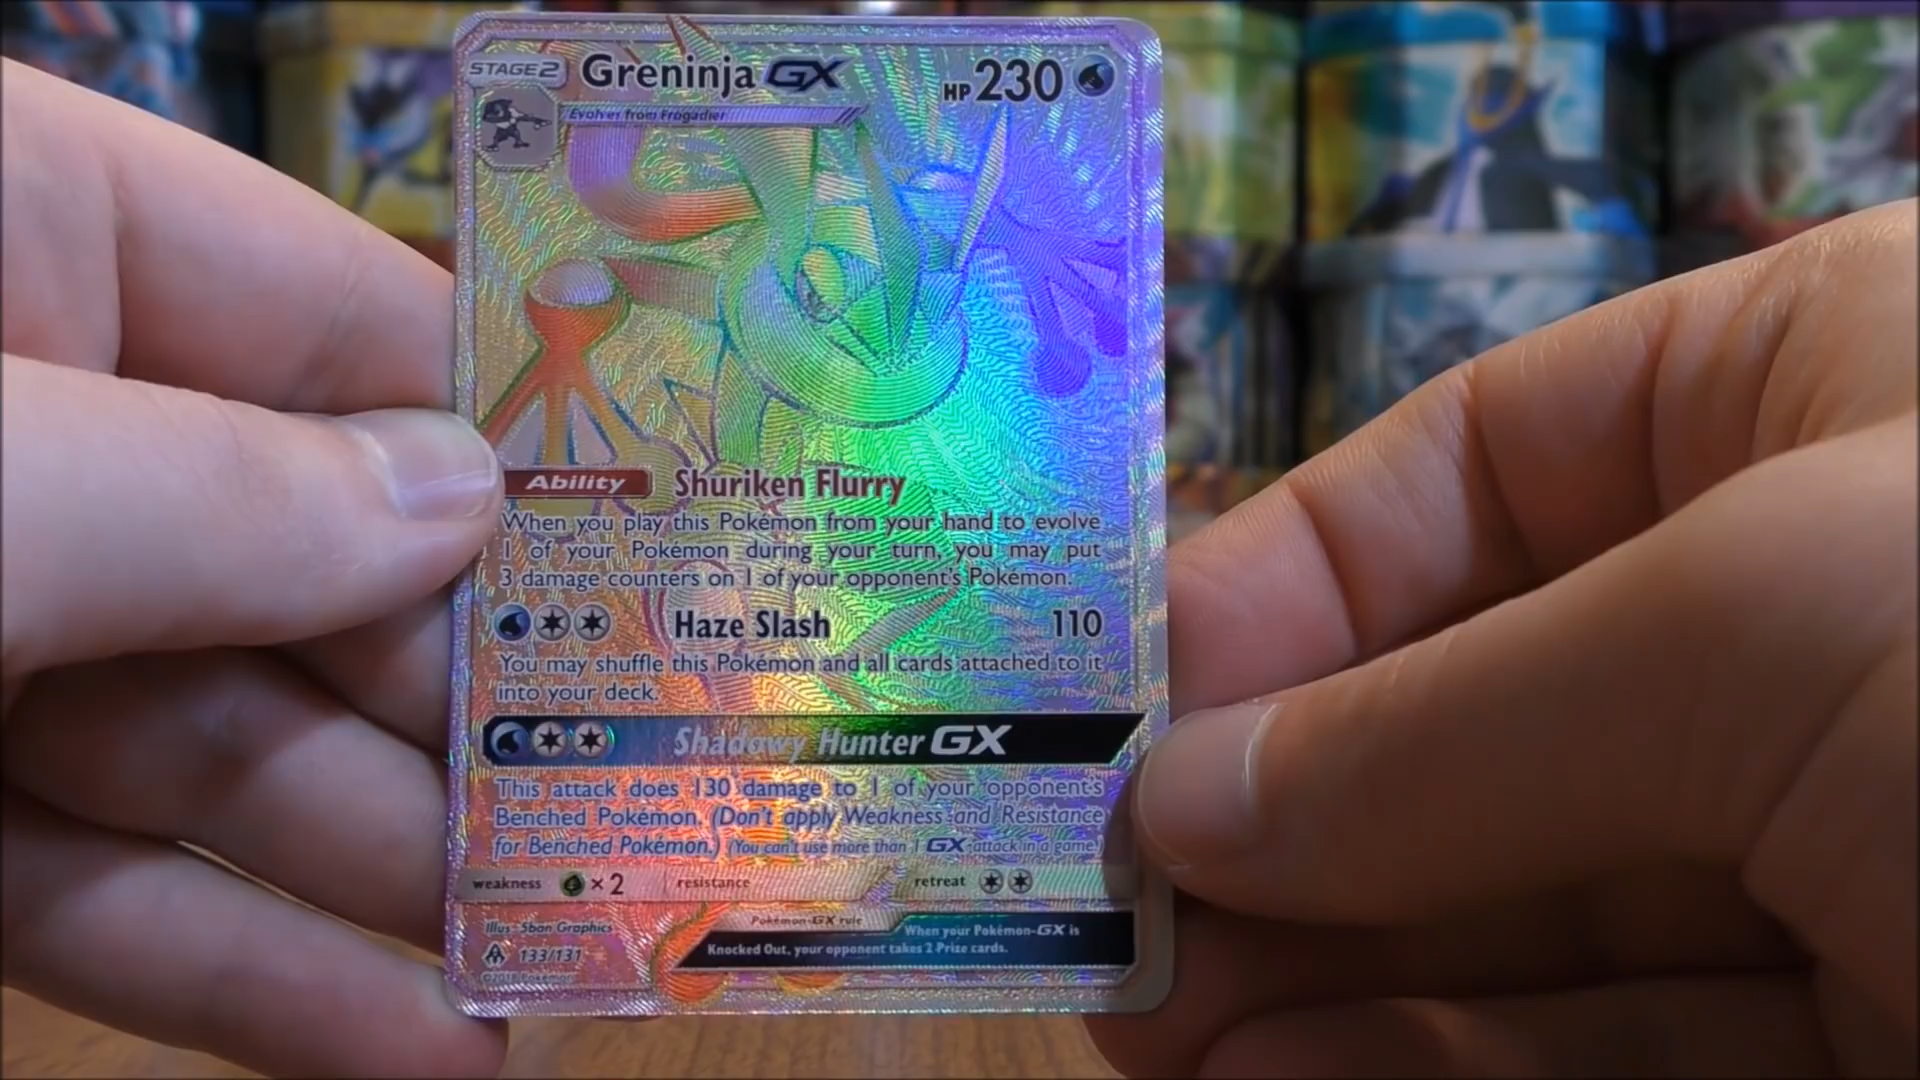 STAGE2 Greninja GX HP 230
Evolves from Frogadier
Ability Shuriken Flurry
When you play this Pokémon from your hand to evolve
1 of your Pokémon during your turn, you may put
3 damage counters on 1 of your opponent's Pokémon.
Haze Slash 110
You may shuffle this Pokémon and all cards attached to it
into your deck.
Shadowy Hunter GX
This attack does 130 damage to 1 of your opponent's
Benched Pokémon. (Don't apply Weakness and Resistance
for Benched Pokémon.) (You can't use more than 1 GX attack in a game.)
weakness ×2 resistance retreat
Illus. 5ban Graphics
133/131
©2018 Pokémon
Pokémon-GX rule
When your Pokémon-GX is
Knocked Out, your opponent takes 2 Prize cards.